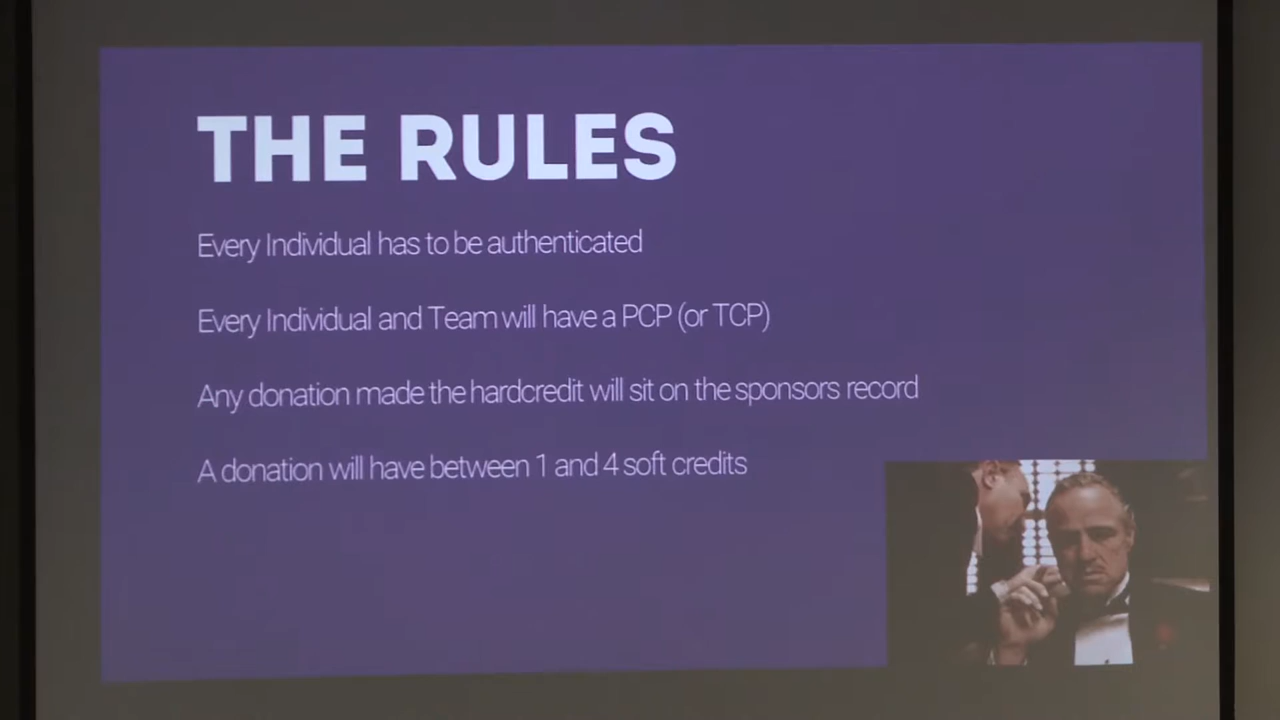 THE RULES
Every Individual has to be authenticated
Every Individual and Team will have a PCP (or TCP)
Any donation made the hardcredit will sit on the sponsors record
A donation will have between 1 and 4 soft credits